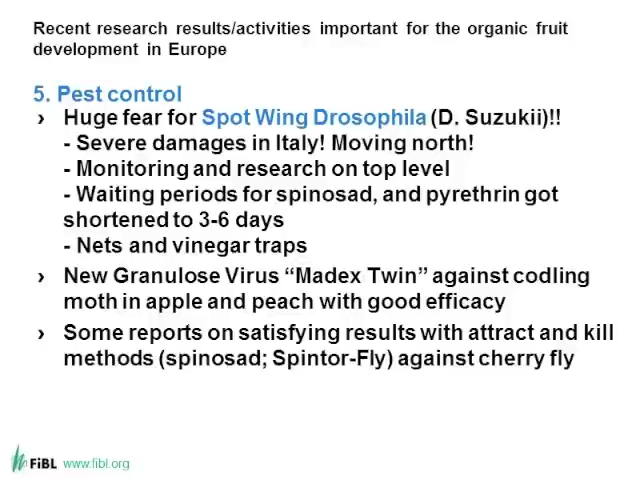 Recent research results/activities important for the organic fruit
development in Europe
5. Pest control
› Huge fear for Spot Wing Drosophila (D. Suzukii)!!
- Severe damages in Italy! Moving north!
- Monitoring and research on top level
- Waiting periods for spinosad, and pyrethrin got
shortened to 3-6 days
- Nets and vinegar traps
› New Granulose Virus “Madex Twin” against codling
moth in apple and peach with good efficacy
› Some reports on satisfying results with attract and kill
methods (spinosad; Spintor-Fly) against cherry fly
FiBL www.fibl.org